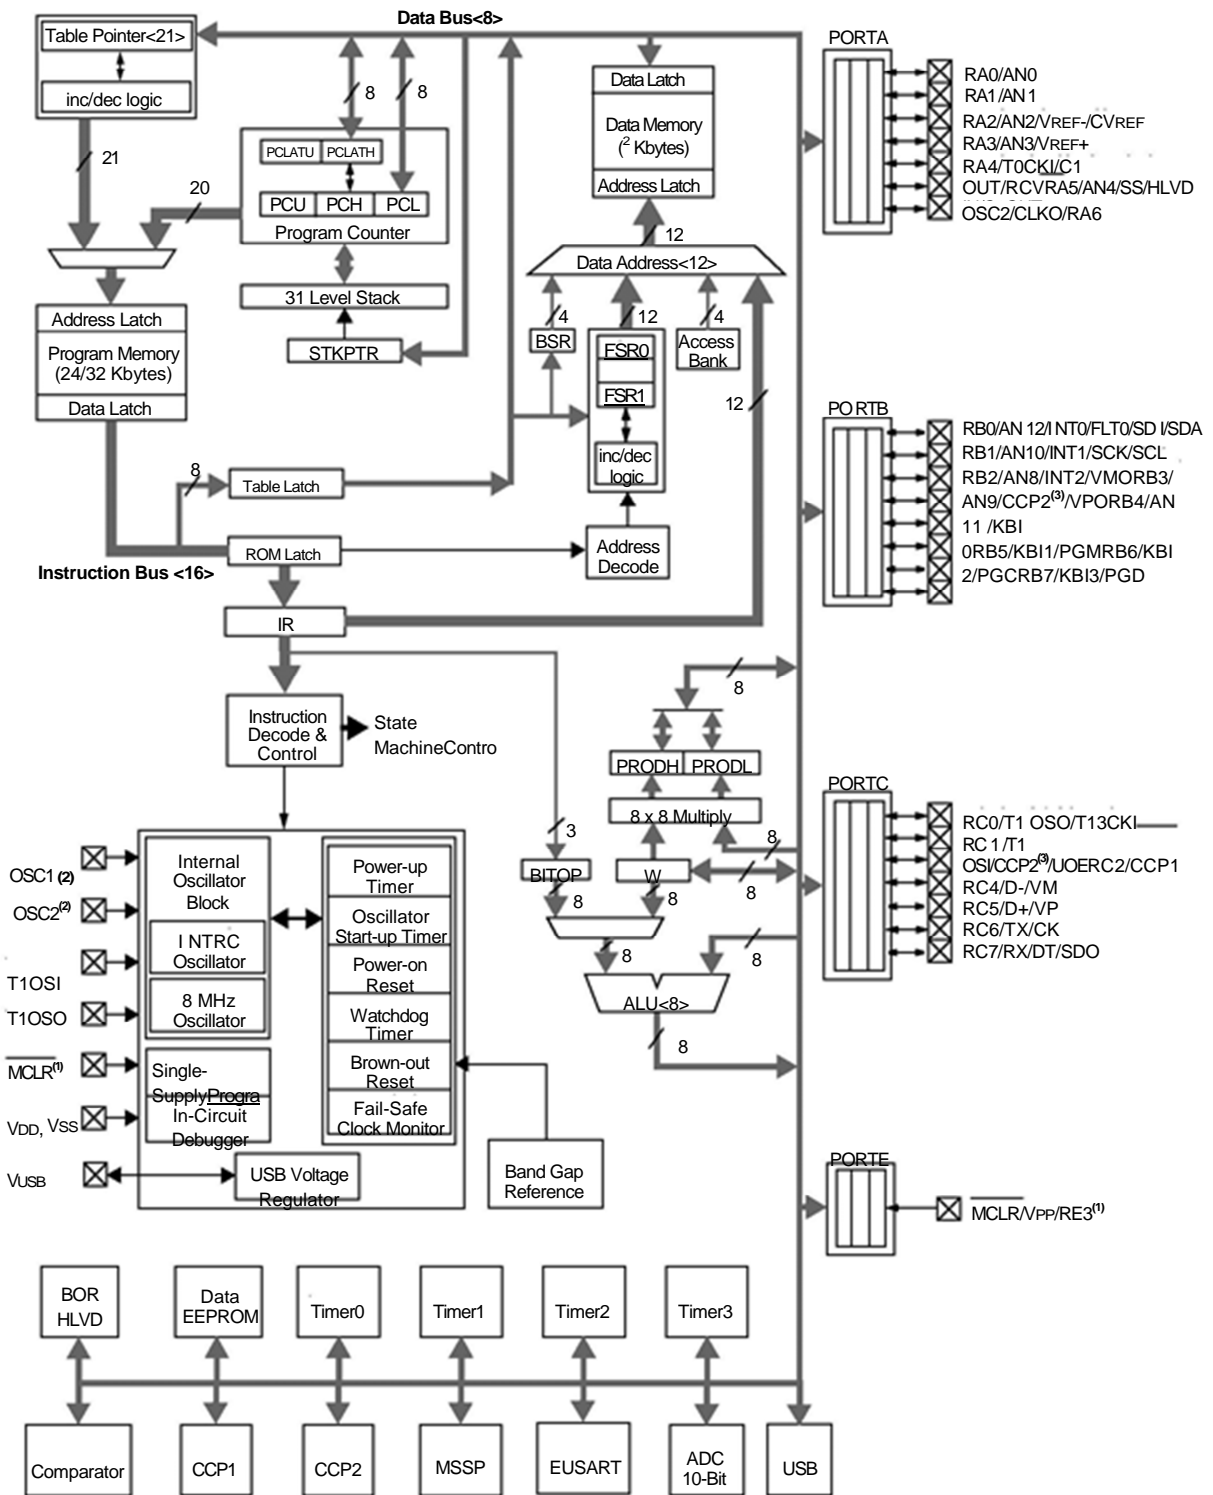 Data Bus<8>
Table Pointer<21>
inc/dec logic
21
20
8
8
PCLATU PCLATH
PCU PCH PCL
Program Counter
31 Level Stack
STKPTR
Address Latch
Program Memory
(24/32 Kbytes)
Data Latch
8
Table Latch
ROM Latch
Instruction Bus <16>
IR
Data Latch
Data Memory
(2 Kbytes)
Address Latch
12
Data Address<12>
4
12
4
BSR
FSR0
FSR1
inc/dec
logic
Access
Bank
12
Address
Decode
Instruction
Decode &
Control
State
MachineContro
8
PRODH PRODL
8 x 8 Multiply
3
8
BITOP
W
8
8
8
8
8
ALU<8>
8
OSC1 (2)
OSC2(2)
T1OSI
T1OSO
MCLR(1)
VDD, VSS
VUSB
Internal
Oscillator
Block
I NTRC
Oscillator
8 MHz
Oscillator
Single-
SupplyProgra
In-Circuit
Debugger
USB Voltage
Regulator
Power-up
Timer
Oscillator
Start-up Timer
Power-on
Reset
Watchdog
Timer
Brown-out
Reset
Fail-Safe
Clock Monitor
Band Gap
Reference
PORTA
RA0/AN0
RA1/AN1
RA2/AN2/VREF-/CVREF
RA3/AN3/VREF+
RA4/T0CKI/C1
OUT/RCVRA5/AN4/SS/HLVD
OSC2/CLKO/RA6
PORTB
RB0/AN12/INT0/FLT0/SDI/SDA
RB1/AN10/INT1/SCK/SCL
RB2/AN8/INT2/VMORB3/
AN9/CCP2(3)/VPORB4/AN
11 /KBI
0RB5/KBI1/PGMRB6/KBI
2/PGCRB7/KBI3/PGD
PORTC
RC0/T1 OSO/T13CKI
RC1/T1
OSI/CCP2(3)/UOERC2/CCP1
RC4/D-/VM
RC5/D+/VP
RC6/TX/CK
RC7/RX/DT/SDO
PORTE
MCLR/VPP/RE3(1)
BOR
HLVD
Data
EEPROM
Timer0
Timer1
Timer2
Timer3
Comparator
CCP1
CCP2
MSSP
EUSART
ADC
10-Bit
USB